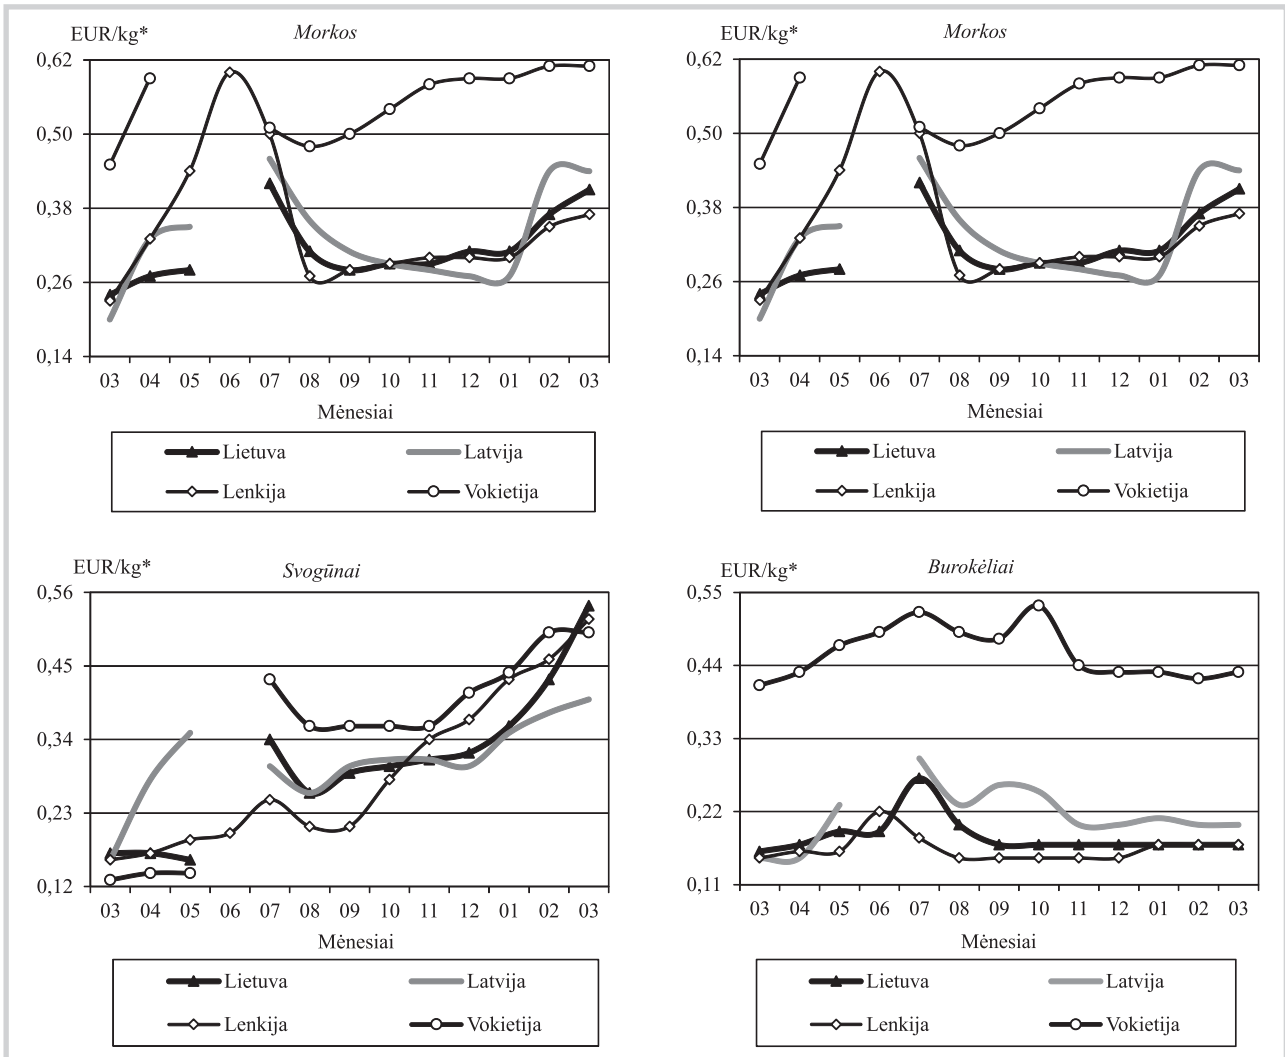 EUR/kg*
Morkos
0,62
0,50
0,38
0,26
0,14
03 04 05 06 07 08 09 10 11 12 01 02 03
Mėnesiai
Lietuva
Latvija
Lenkija
Vokietija
EUR/kg*
Morkos
0,62
0,50
0,38
0,26
0,14
03 04 05 06 07 08 09 10 11 12 01 02 03
Mėnesiai
Lietuva
Latvija
Lenkija
Vokietija
EUR/kg*
Svogūnai
0,56
0,45
0,34
0,23
0,12
03 04 05 06 07 08 09 10 11 12 01 02 03
Mėnesiai
Lietuva
Latvija
Lenkija
Vokietija
EUR/kg*
Burokėliai
0,55
0,44
0,33
0,22
0,11
03 04 05 06 07 08 09 10 11 12 01 02 03
Mėnesiai
Lietuva
Latvija
Lenkija
Vokietija